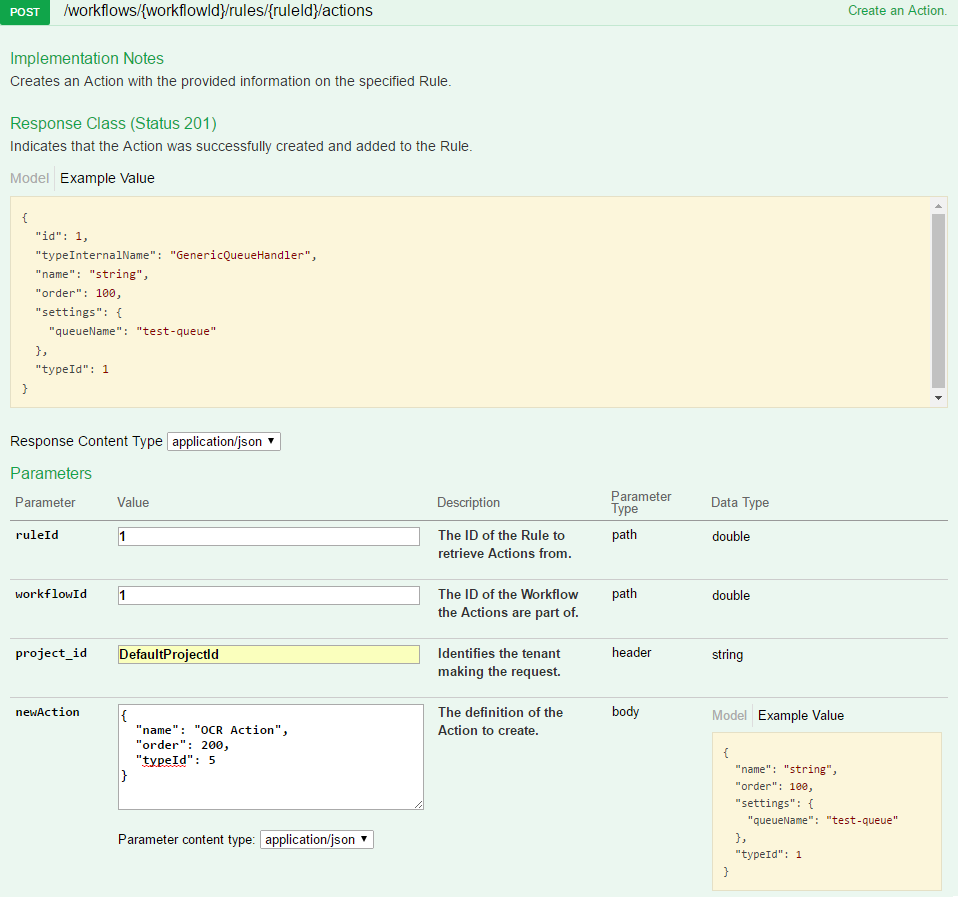 POST /workflows/{workflowId}/rules/{ruleId}/actions Create an Action.
Implementation Notes
Creates an Action with the provided information on the specified Rule.
Response Class (Status 201)
Indicates that the Action was successfully created and added to the Rule.
Model Example Value
{
"id": 1,
"typeInternalName": "GenericQueueHandler",
"name": "string",
"order": 100,
"settings": {
"queueName": "test-queue"
},
"typeId": 1
}
Response Content Type application/json
Parameters
Parameter Value Description Parameter Type Data Type
ruleId 1 The ID of the Rule to retrieve Actions from. path double
workflowId 1 The ID of the Workflow the Actions are part of. path double
project_id DefaultProjectId Identifies the tenant making the request. header string
newAction
{
"name": "OCR Action",
"order": 200,
"typeId": 5
}
Parameter content type: application/json
The definition of the
Action to create.
body
Model Example Value
{
"name": "string",
"order": 100,
"settings": {
"queueName": "test-queue"
},
"typeId": 1
}